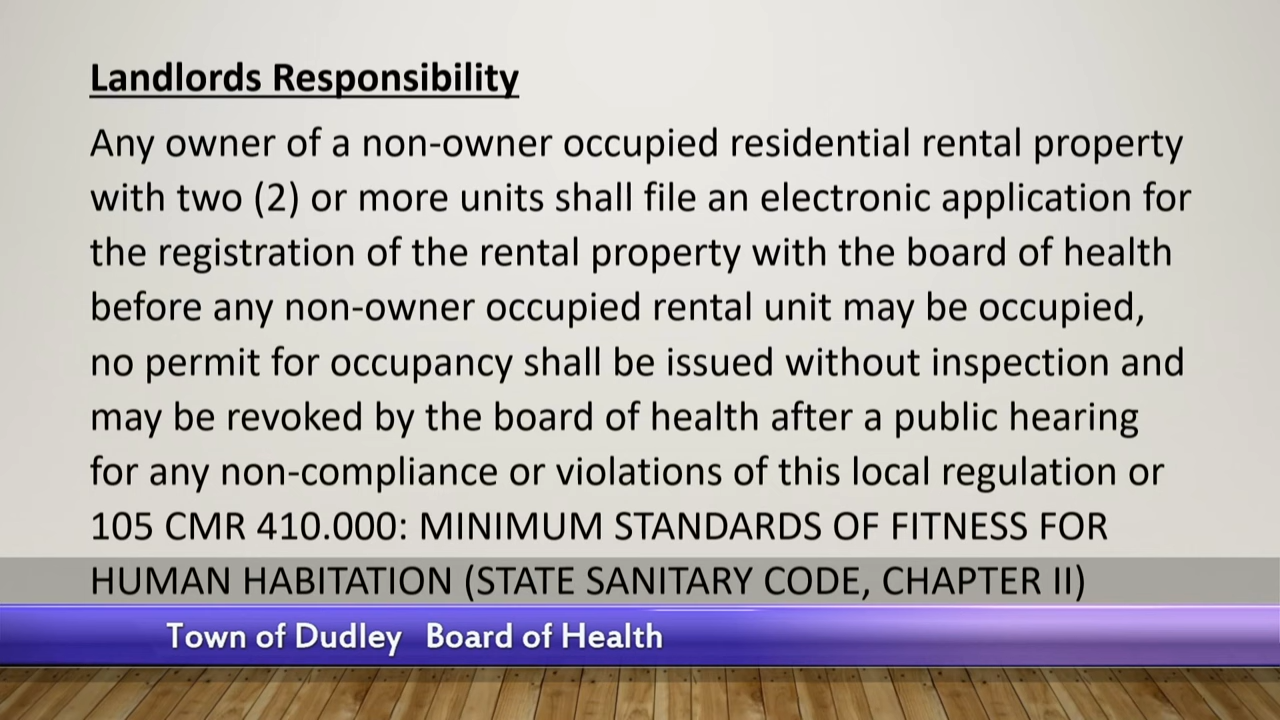 Landlords Responsibility
Any owner of a non-owner occupied residential rental property
with two (2) or more units shall file an electronic application for
the registration of the rental property with the board of health
before any non-owner occupied rental unit may be occupied,
no permit for occupancy shall be issued without inspection and
may be revoked by the board of health after a public hearing
for any non-compliance or violations of this local regulation or
105 CMR 410.000: MINIMUM STANDARDS OF FITNESS FOR
HUMAN HABITATION (STATE SANITARY CODE, CHAPTER II)
Town of Dudley Board of Health